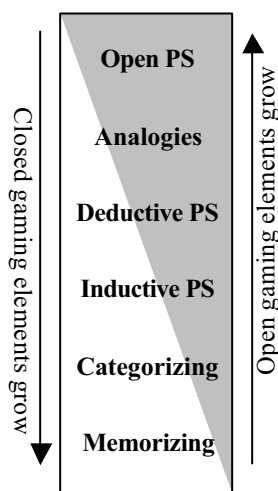 Closed gaming elements grow
Open PS
Analogies
Deductive PS
Inductive PS
Categorizing
Memorizing
Open gaming elements grow